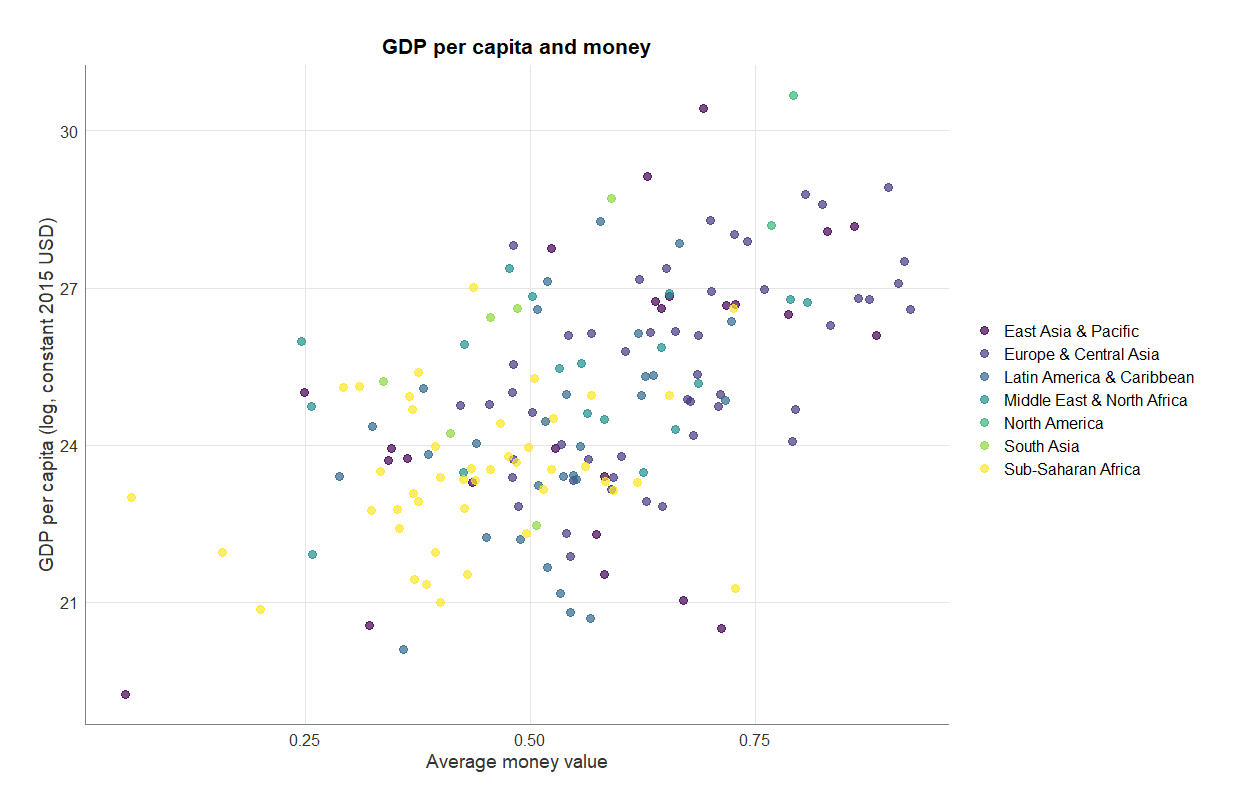 GDP per capita and money
GDP per capita (log, constant 2015 USD)
30
27
24
21
0.25
0.50
0.75
Average money value
East Asia & Pacific
Europe & Central Asia
Latin America & Caribbean
Middle East & North Africa
North America
South Asia
Sub-Saharan Africa